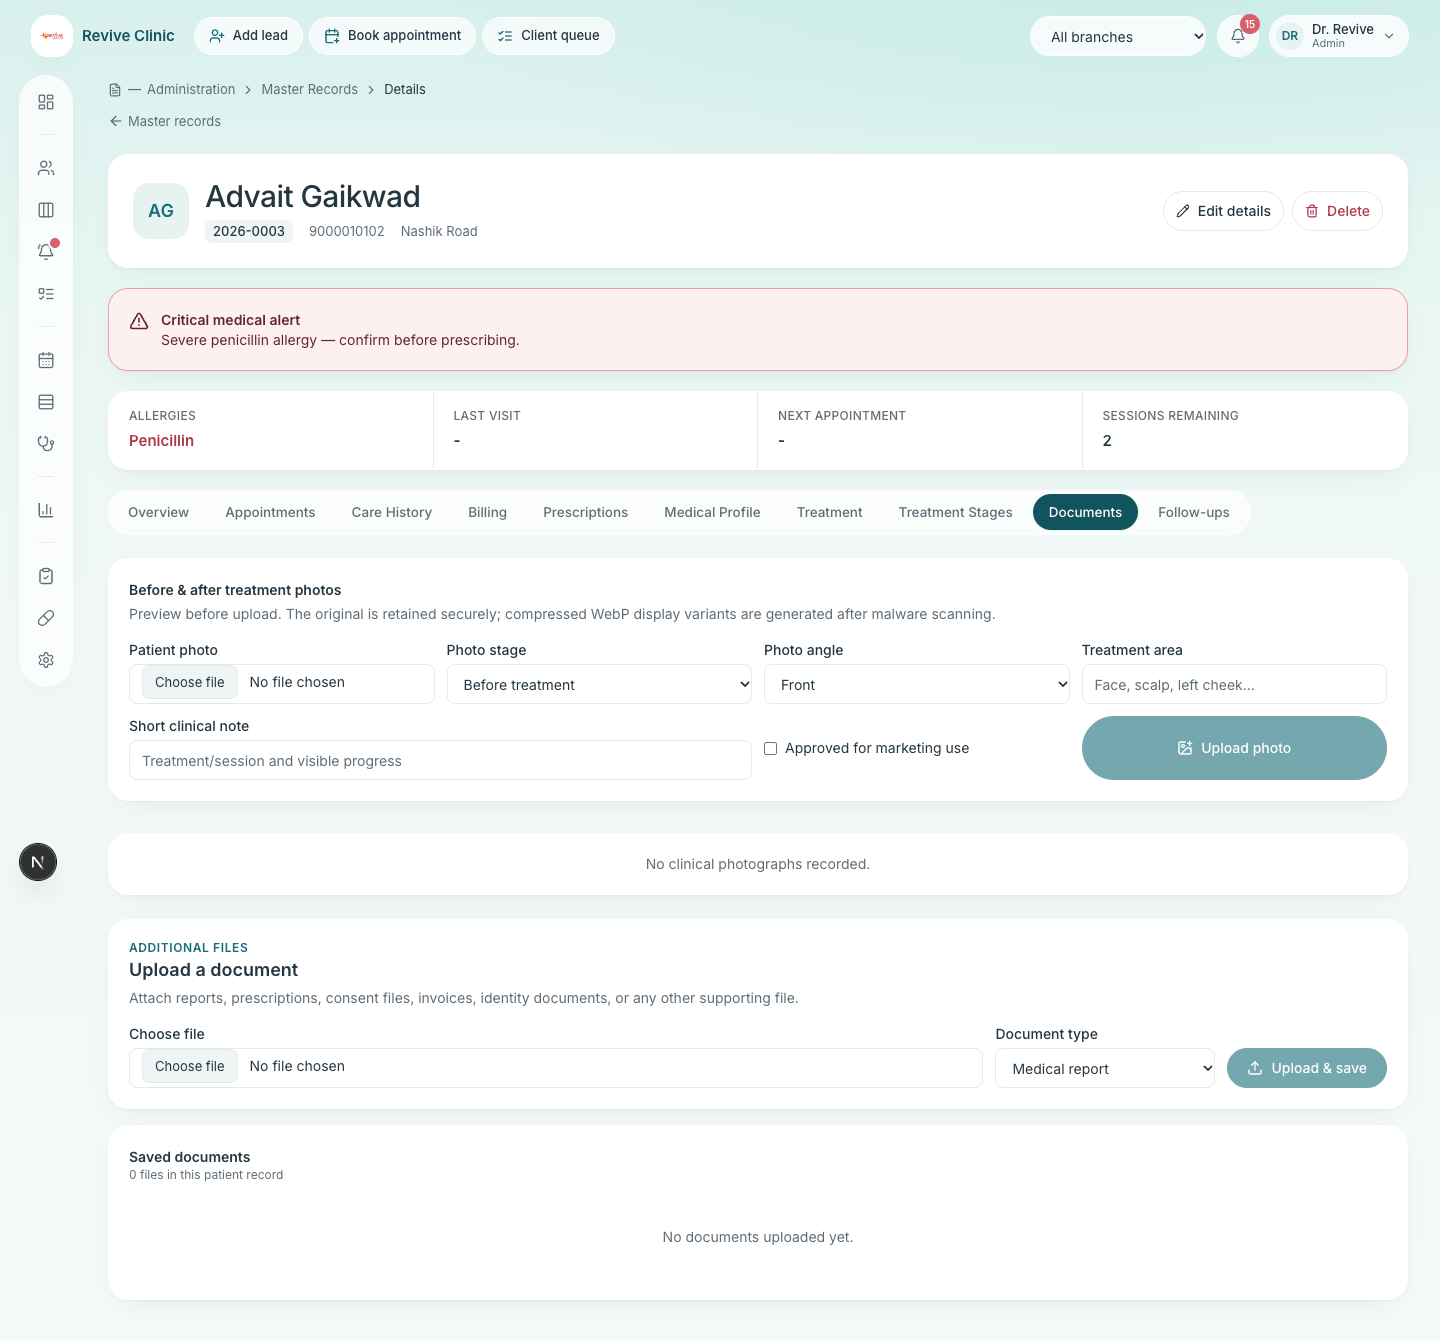 Revive Clinic
Add lead
Book appointment
Client queue
All branches
15
DR
Dr. Revive
Admin
— Administration > Master Records > Details
Master records
AG
Advait Gaikwad
2026-0003 9000010102 Nashik Road
Edit details
Delete
Critical medical alert
Severe penicillin allergy — confirm before prescribing.
ALLERGIES
Penicillin
LAST VISIT
-
NEXT APPOINTMENT
-
SESSIONS REMAINING
2
Overview Appointments Care History Billing Prescriptions Medical Profile Treatment Treatment Stages Documents Follow-ups
Before & after treatment photos
Preview before upload. The original is retained securely; compressed WebP display variants are generated after malware scanning.
Patient photo
Choose file No file chosen
Photo stage
Before treatment
Photo angle
Front
Treatment area
Face, scalp, left cheek...
Short clinical note
Treatment/session and visible progress
Approved for marketing use
Upload photo
No clinical photographs recorded.
ADDITIONAL FILES
Upload a document
Attach reports, prescriptions, consent files, invoices, identity documents, or any other supporting file.
Choose file
Choose file No file chosen
Document type
Medical report
Upload & save
Saved documents
0 files in this patient record
No documents uploaded yet.
N